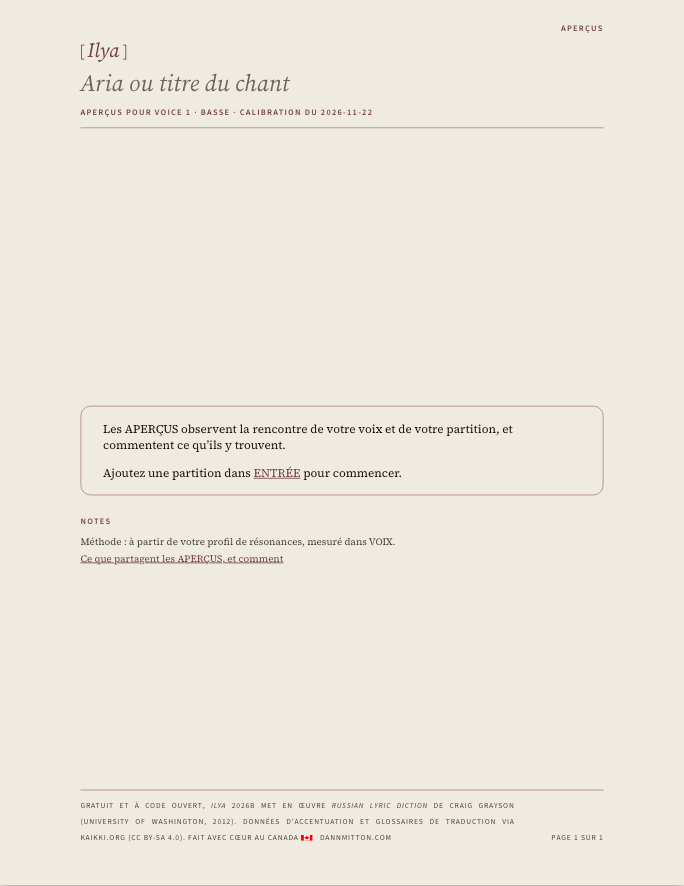 APERÇUS
[Ilya]
Aria ou titre du chant
APERÇUS POUR VOICE 1 · BASSE · CALIBRATION DU 2026-11-22
Les APERÇUS observent la rencontre de votre voix et de votre partition, et
commentent ce qu’ils y trouvent.
Ajoutez une partition dans ENTRÉE pour commencer.
NOTES
Méthode : à partir de votre profil de résonances, mesuré dans VOIX.
Ce que partagent les APERÇUS, et comment
GRATUIT ET À CODE OUVERT, ILYA 2026B MET EN ŒUVRE RUSSIAN LYRIC DICTION DE CRAIG GRAYSON
(UNIVERSITY OF WASHINGTON, 2012). DONNÉES D’ACCENTUATION ET GLOSSAIRES DE TRADUCTION VIA
KAIKKI.ORG (CC BY-SA 4.0). FAIT AVEC CŒUR AU CANADA 🇨🇦 DANNMITTON.COM
PAGE 1 SUR 1